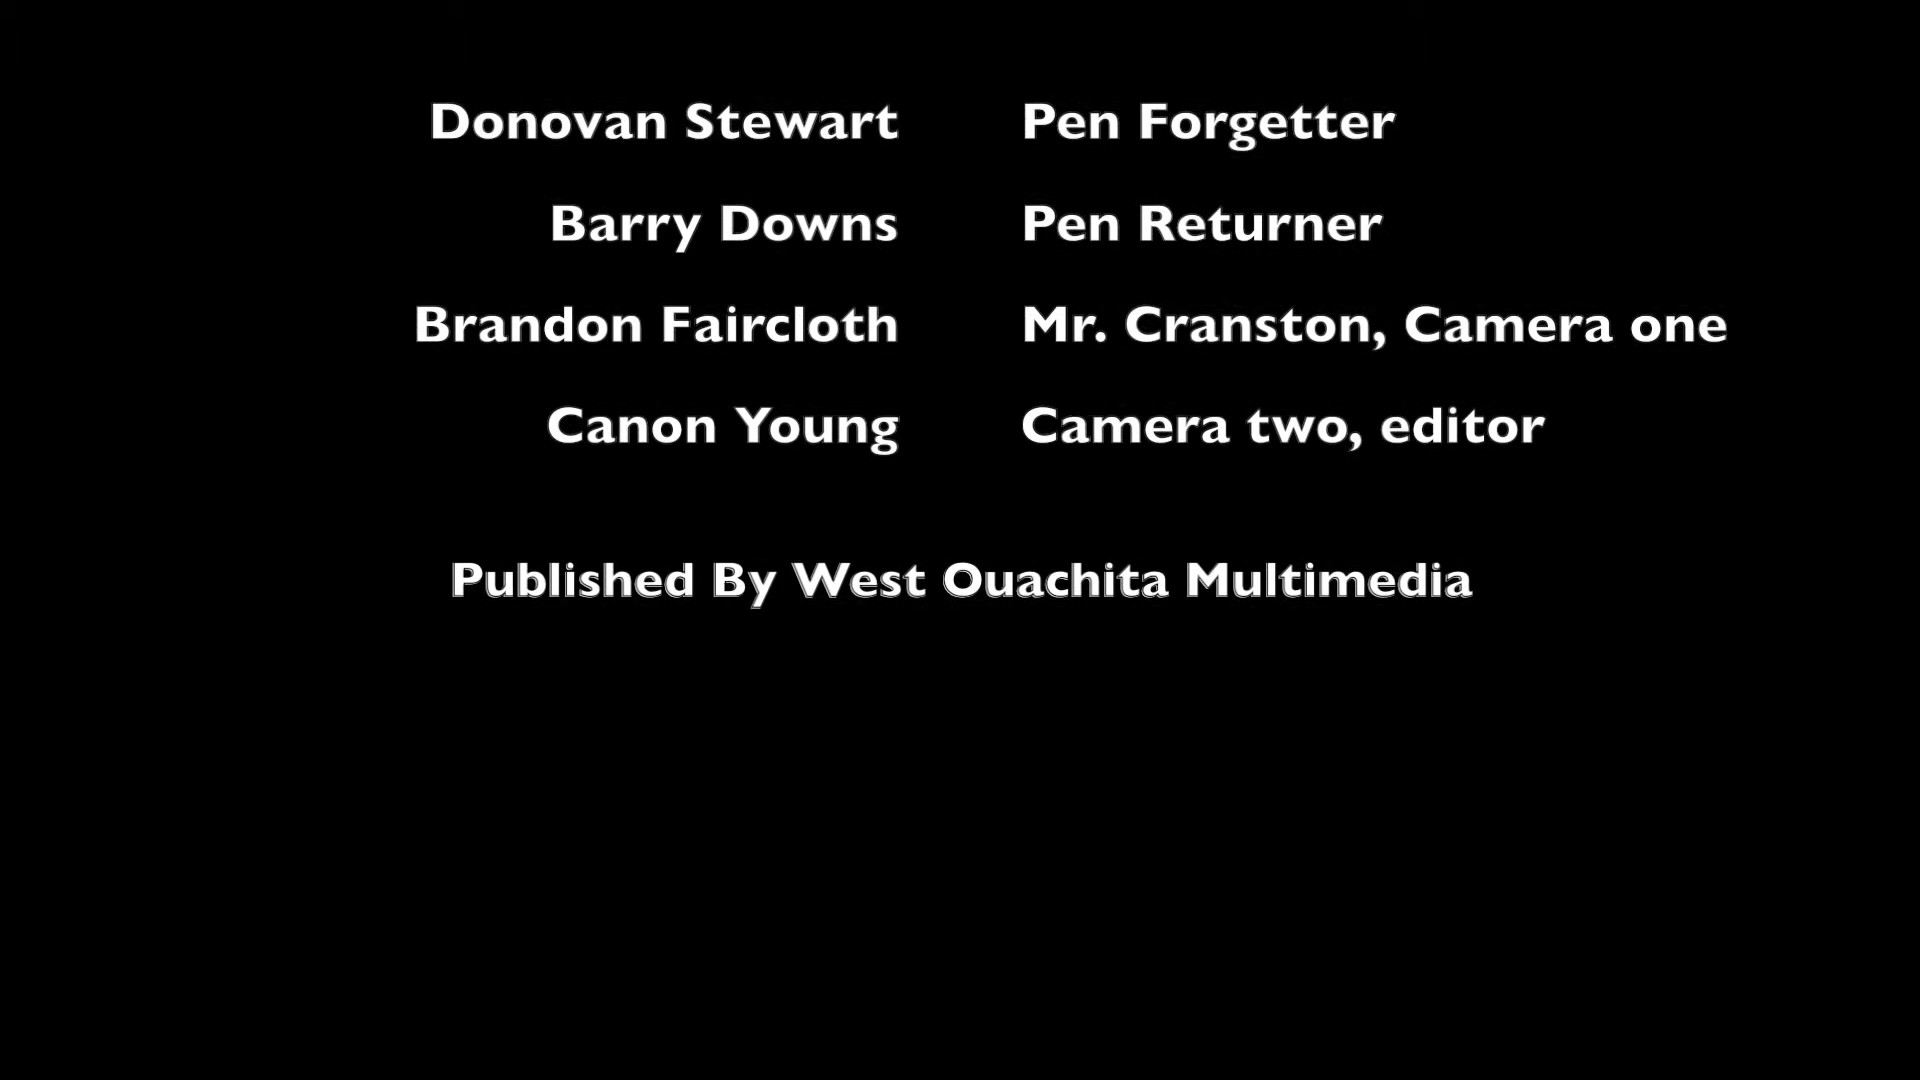 Donovan Stewart Pen Forgetter
Barry Downs Pen Returner
Brandon Faircloth Mr. Cranston, Camera one
Canon Young Camera two, editor
Published By West Ouachita Multimedia